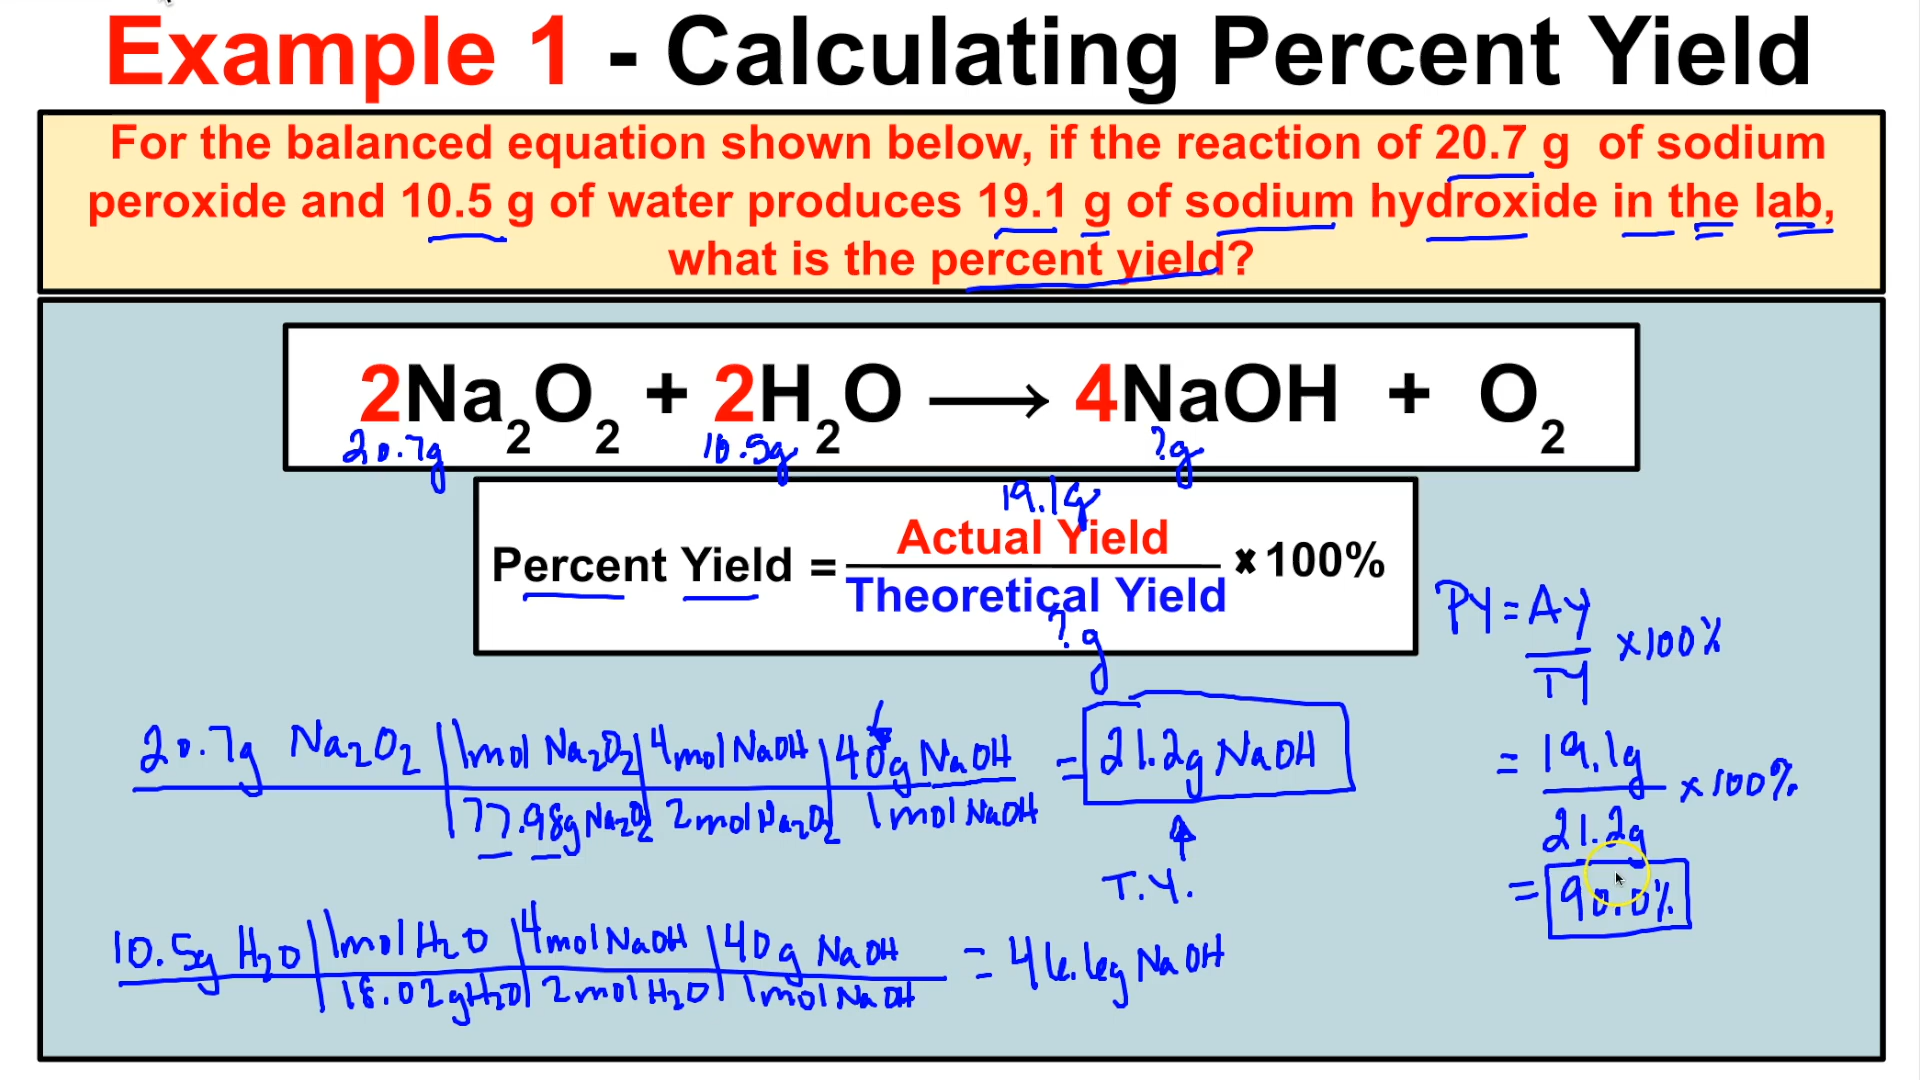 Example 1 - Calculating Percent Yield
For the balanced equation shown below, if the reaction of 20.7 g of sodium
peroxide and 10.5 g of water produces 19.1 g of sodium hydroxide in the lab,
what is the percent yield?
2Na₂O₂ + 2H₂O ⟶ 4NaOH + O₂
20.7g 10.5g ?g
19.1g
Percent Yield = Actual Yield / Theoretical Yield × 100%
?g
PY = AY / TY × 100%
20.7g Na₂O₂ | 1mol Na₂O₂ | 4mol NaOH | 40g NaOH = 21.2g NaOH
77.98g Na₂O₂ | 2mol Na₂O₂ | 1mol NaOH
T.Y.
= 19.1g / 21.2g × 100%
= 90.0%
10.5g H₂O | 1mol H₂O | 4mol NaOH | 40g NaOH = 46.6g NaOH
18.02g H₂O | 2mol H₂O | 1mol NaOH